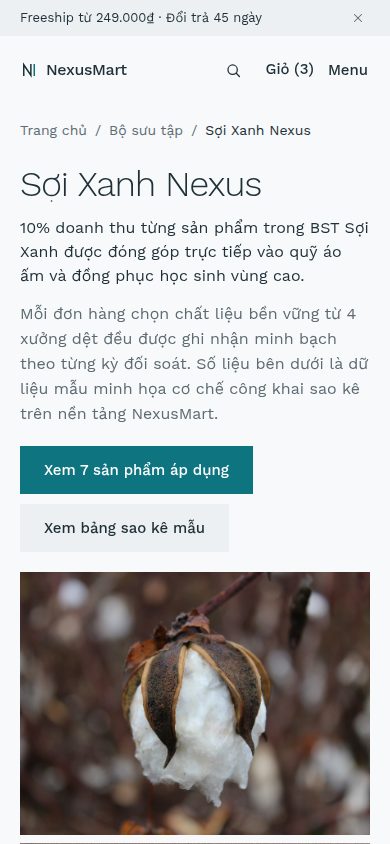 Freeship từ 249.000₫ · Đổi trả 45 ngày
NexusMart
Giỏ (3)
Menu
Trang chủ / Bộ sưu tập / Sợi Xanh Nexus
Sợi Xanh Nexus
10% doanh thu từng sản phẩm trong BST Sợi
Xanh được đóng góp trực tiếp vào quỹ áo
ấm và đồng phục học sinh vùng cao.
Mỗi đơn hàng chọn chất liệu bền vững từ 4
xưởng dệt đều được ghi nhận minh bạch
theo từng kỳ đối soát. Số liệu bên dưới là dữ
liệu mẫu minh họa cơ chế công khai sao kê
trên nền tảng NexusMart.
Xem 7 sản phẩm áp dụng
Xem bảng sao kê mẫu